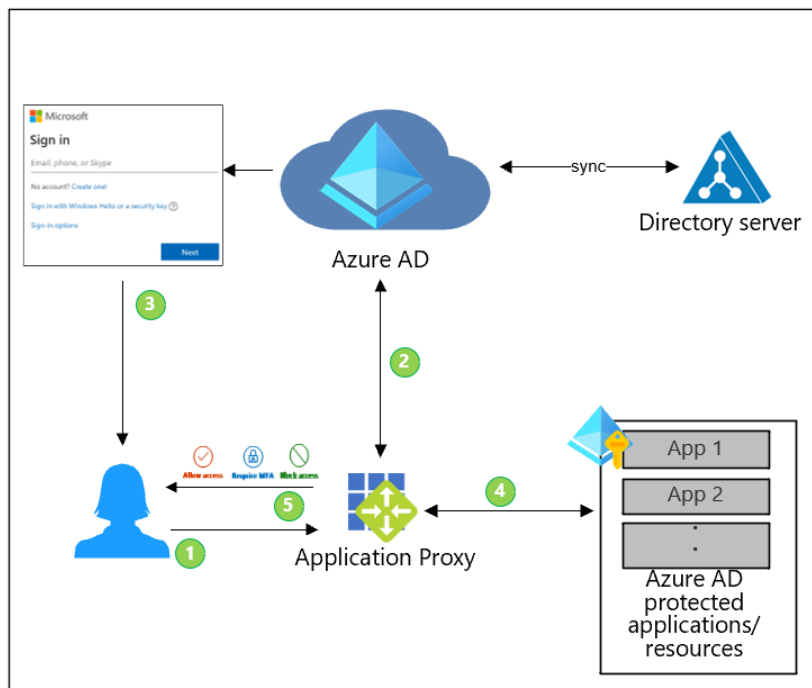 Microsoft
Sign in
Email, phone, or Skype
No account? Create one!
Sign in with Windows Hello or a security key ?
Sign-in options
Next
Azure AD
sync
Directory server
3
2
Allow access
Require MFA
Block access
5
1
Application Proxy
4
App 1
App 2
:
Azure AD
protected
applications/
resources